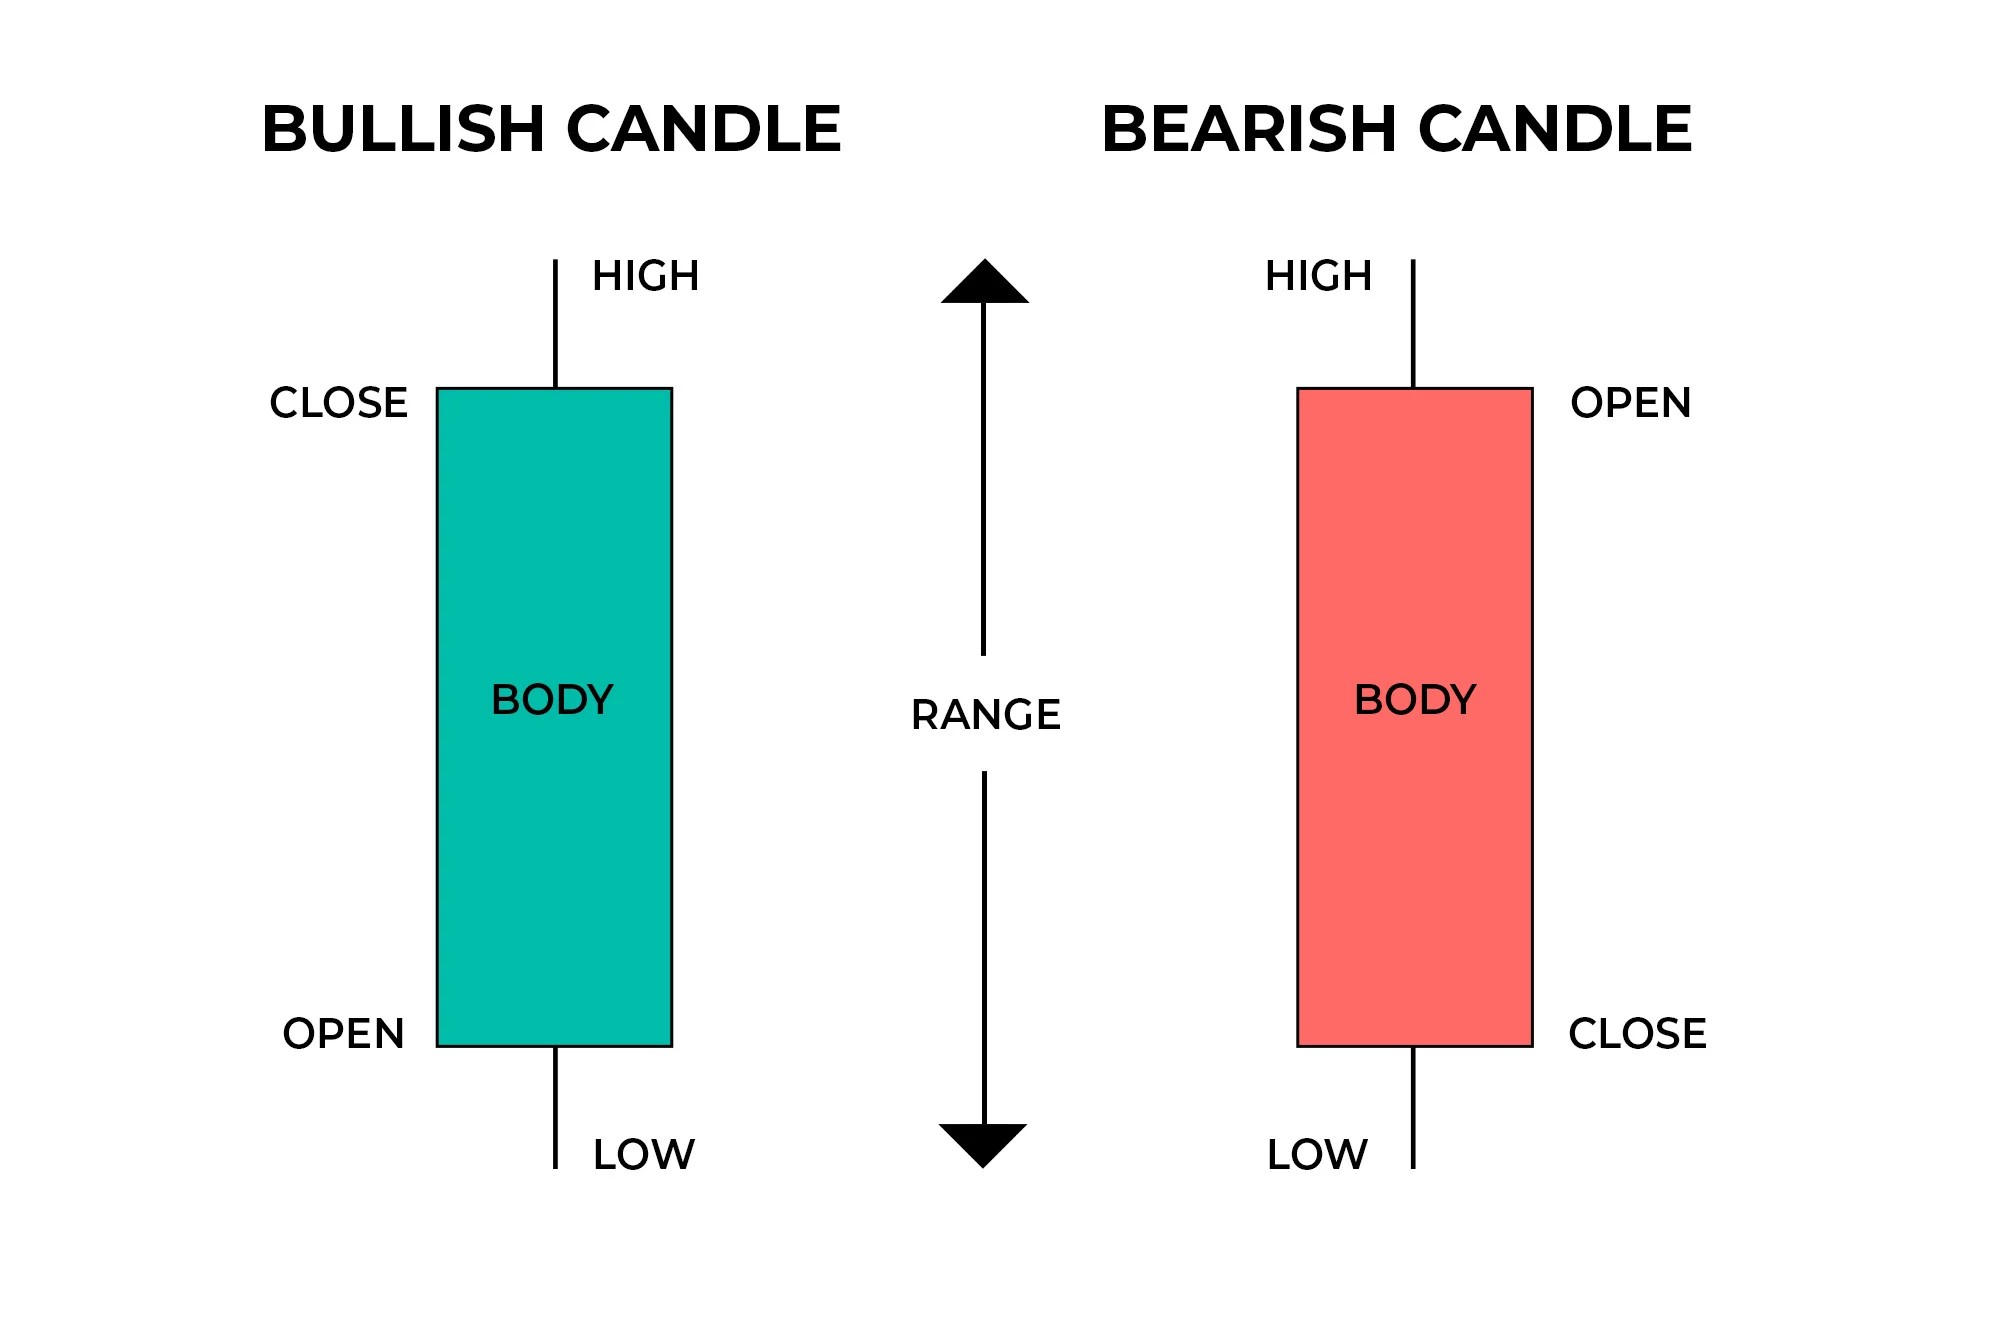 BULLISH CANDLE
BEARISH CANDLE
HIGH
CLOSE
BODY
OPEN
LOW
RANGE
HIGH
OPEN
BODY
CLOSE
LOW